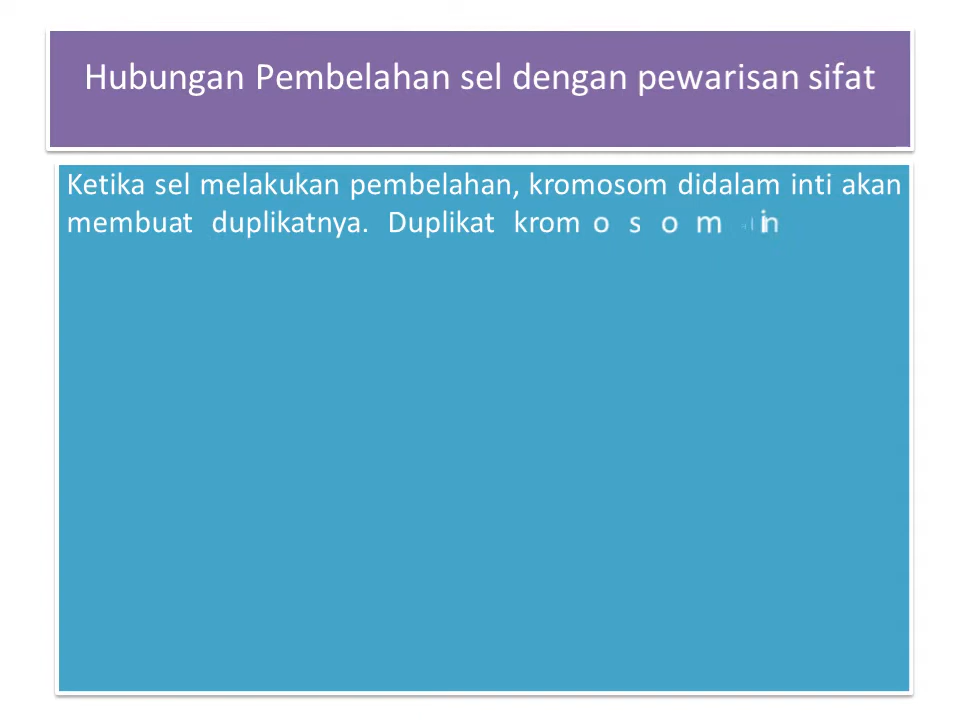 Hubungan Pembelahan sel dengan pewarisan sifat
Ketika sel melakukan pembelahan, kromosom didalam inti akan
membuat duplikatnya. Duplikat kromosom